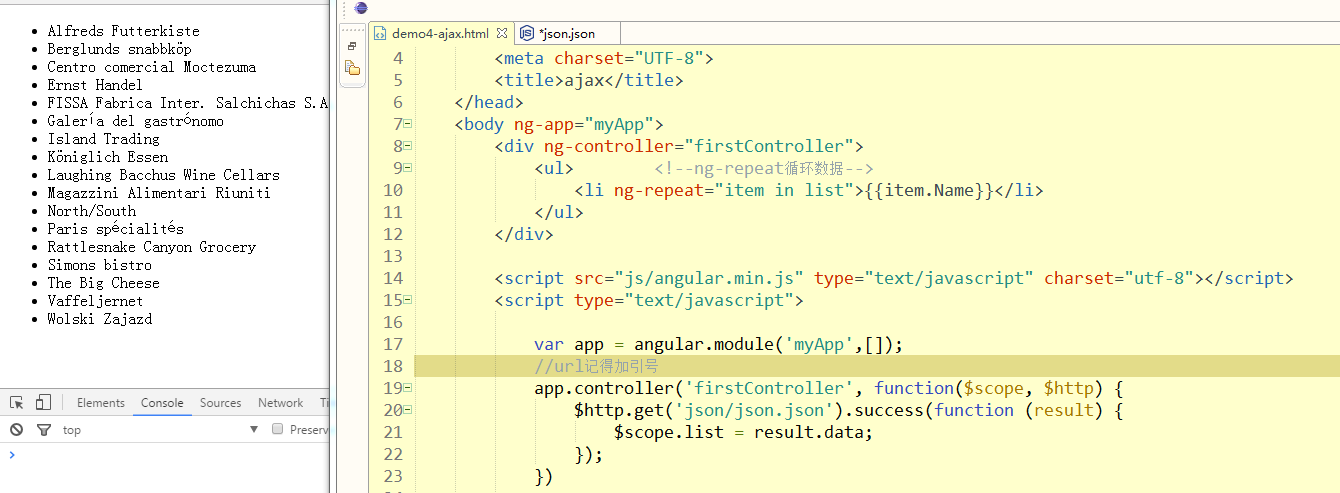 Alfreds Futterkiste
Berglunds snabbköp
Centro comercial Moctezuma
Ernst Handel
FISSA Fabrica Inter. Salchichas S.A
Galería del gastrónomo
Island Trading
Königlich Essen
Laughing Bacchus Wine Cellars
Magazzini Alimentari Riuniti
North/South
Paris spécialités
Rattlesnake Canyon Grocery
Simons bistro
The Big Cheese
Vaffeljernet
Wolski Zajazd
Elements Console Sources Network Ti
top Preserv
demo4-ajax.html *json.json
4 <meta charset="UTF-8">
5 <title>ajax</title>
6 </head>
7 <body ng-app="myApp">
8 <div ng-controller="firstController">
9 <ul> <!--ng-repeat循环数据-->
10 <li ng-repeat="item in list">{{item.Name}}</li>
11 </ul>
12 </div>
13
14 <script src="js/angular.min.js" type="text/javascript" charset="utf-8"></script>
15 <script type="text/javascript">
16
17 var app = angular.module('myApp',[]);
18 //url记得加引号
19 app.controller('firstController', function($scope, $http) {
20 $http.get('json/json.json').success(function (result) {
21 $scope.list = result.data;
22 });
23 })